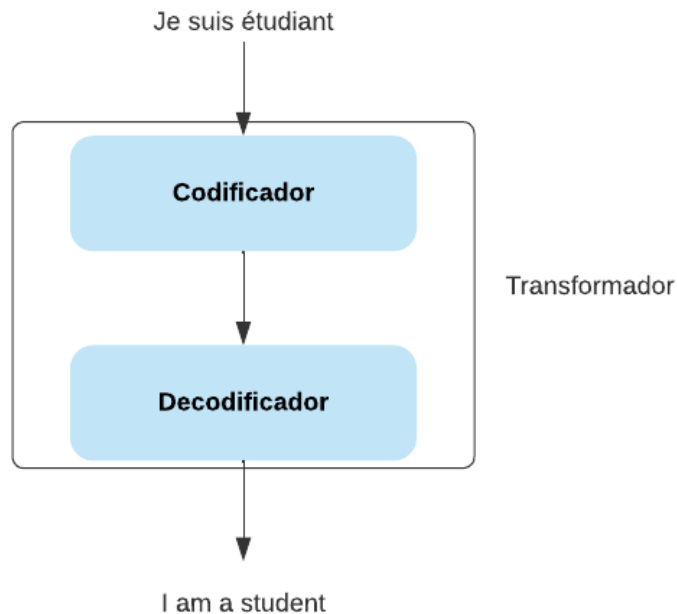 Je suis étudiant
Codificador
Transformador
Decodificador
I am a student